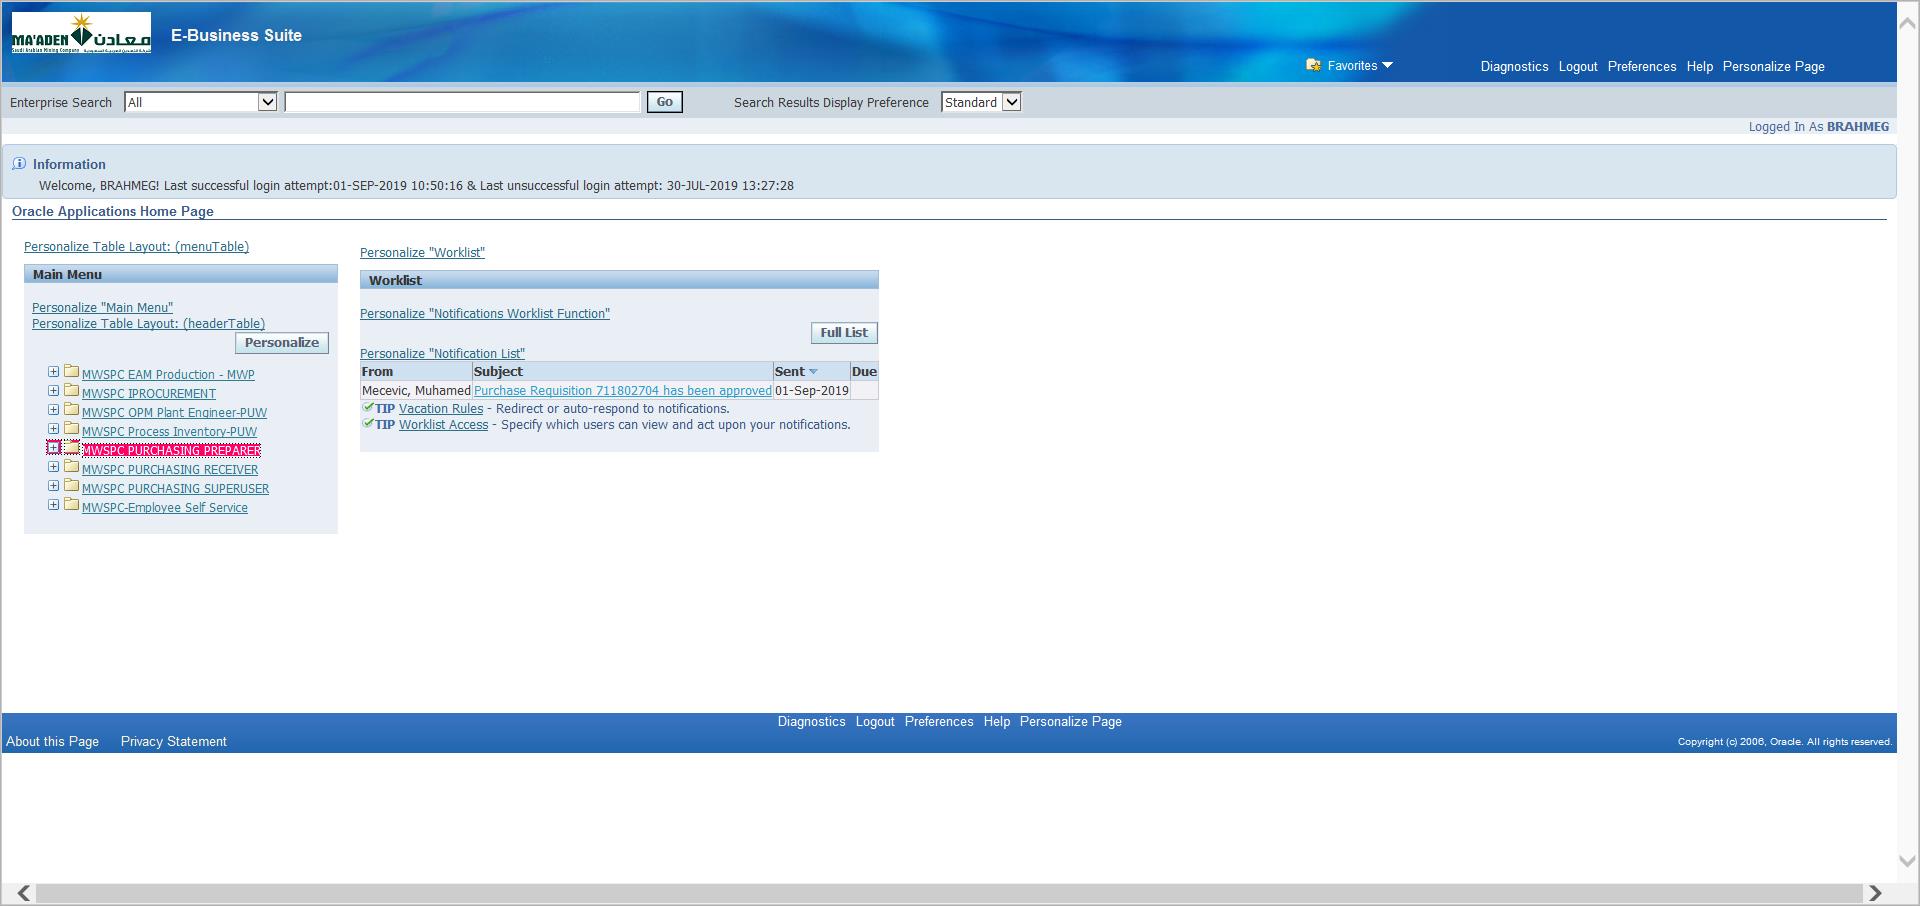 MA'ADEN معادن
Saudi Arabian Mining Company
E-Business Suite
Favorites
Diagnostics Logout Preferences Help Personalize Page
Enterprise Search All Go Search Results Display Preference Standard
Logged In As BRAHMEG
Information
Welcome, BRAHMEG! Last successful login attempt:01-SEP-2019 10:50:16 & Last unsuccessful login attempt: 30-JUL-2019 13:27:28
Oracle Applications Home Page
Personalize Table Layout: (menuTable)
Main Menu
Personalize "Main Menu"
Personalize Table Layout: (headerTable)
Personalize
MWSPC EAM Production - MWP
MWSPC IPROCUREMENT
MWSPC OPM Plant Engineer-PUW
MWSPC Process Inventory-PUW
MWSPC PURCHASING PREPARER
MWSPC PURCHASING RECEIVER
MWSPC PURCHASING SUPERUSER
MWSPC-Employee Self Service
Personalize "Worklist"
Worklist
Personalize "Notifications Worklist Function"
Full List
Personalize "Notification List"
From Subject Sent Due
Mecevic, Muhamed Purchase Requisition 711802704 has been approved 01-Sep-2019
TIP Vacation Rules - Redirect or auto-respond to notifications.
TIP Worklist Access - Specify which users can view and act upon your notifications.
Diagnostics Logout Preferences Help Personalize Page
About this Page Privacy Statement
Copyright (c) 2006, Oracle. All rights reserved.